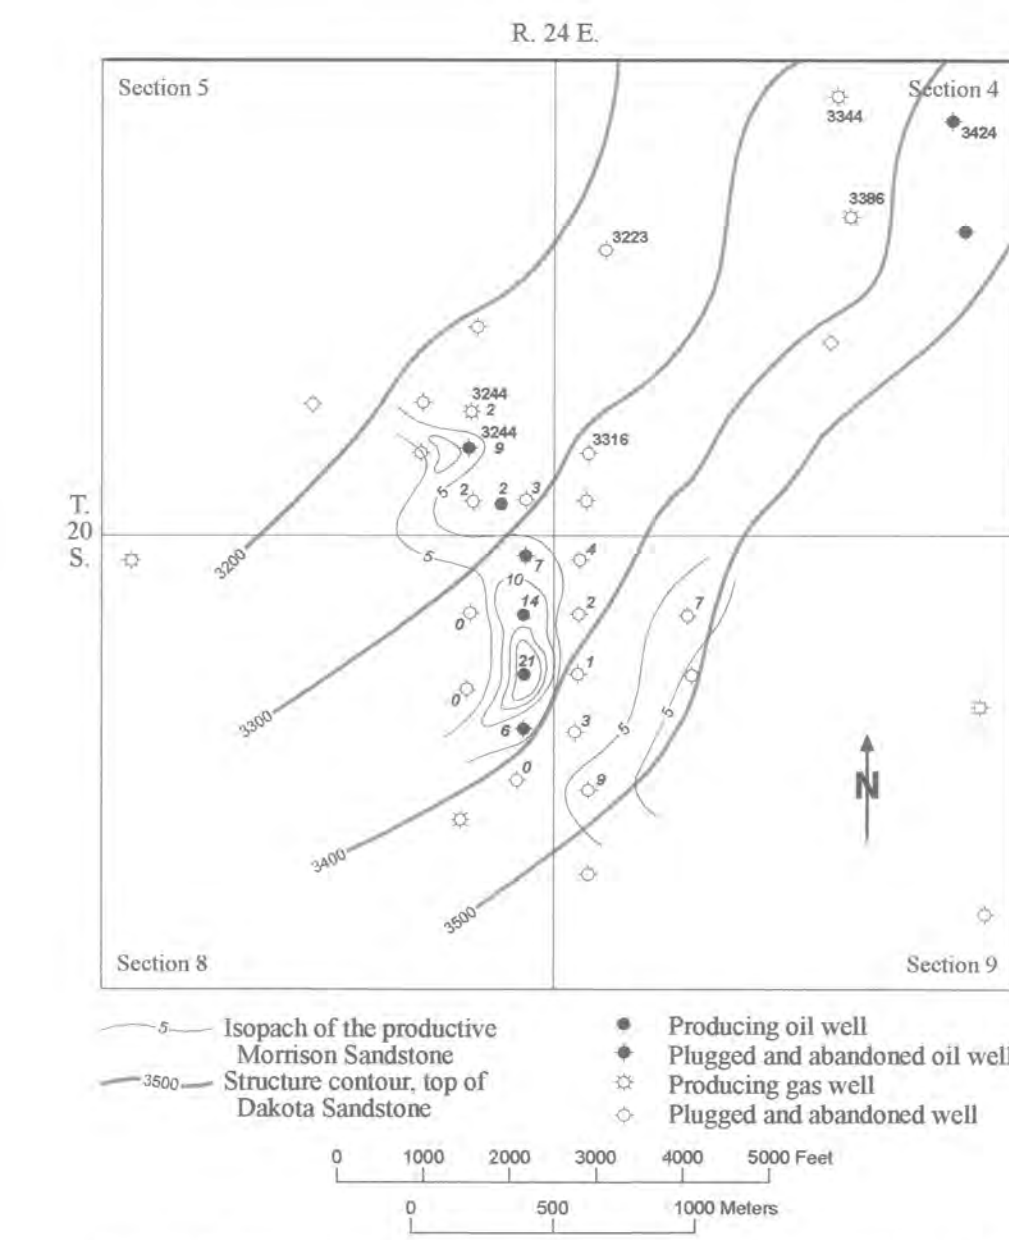 R. 24 E.
Section 5
Section 4
3344
3424
3386
3223
3244
2
3244
9
3316
5
2
2
3
T.
20
S.
3200
5
7
4
10
14
2
7
0
21
1
0
5
5
6
3
3300
0
9
N
3400
3500
Section 8
Section 9
5 Isopach of the productive
Morrison Sandstone
3500 Structure contour, top of
Dakota Sandstone
Producing oil well
Plugged and abandoned oil well
Producing gas well
Plugged and abandoned well
0 1000 2000 3000 4000 5000 Feet
0 500 1000 Meters